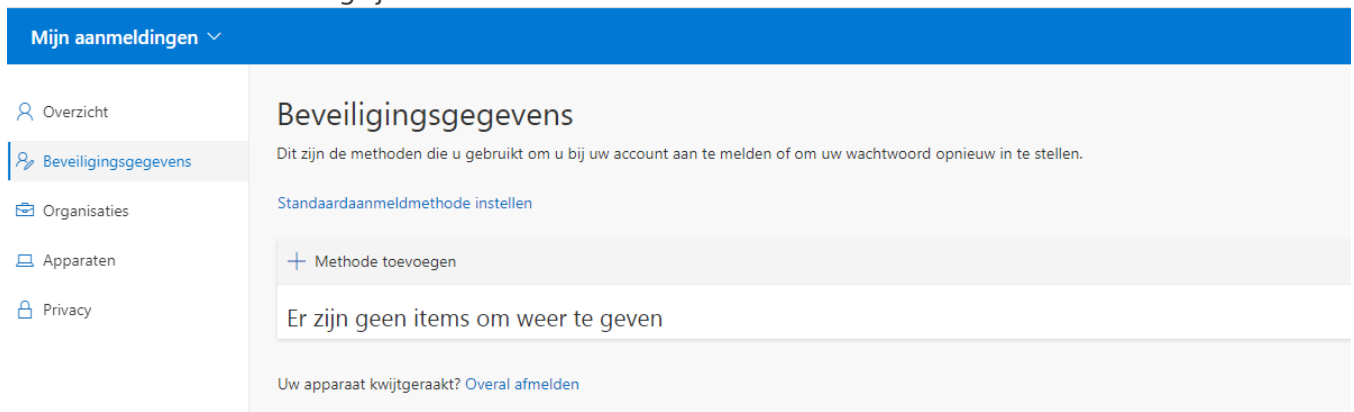 Mijn aanmeldingen
Overzicht
Beveiligingsgegevens
Organisaties
Apparaten
Privacy
Beveiligingsgegevens
Dit zijn de methoden die u gebruikt om u bij uw account aan te melden of om uw wachtwoord opnieuw in te stellen.
Standaardaanmeldmethode instellen
Methode toevoegen
Er zijn geen items om weer te geven
Uw apparaat kwijtgeraakt? Overal afmelden